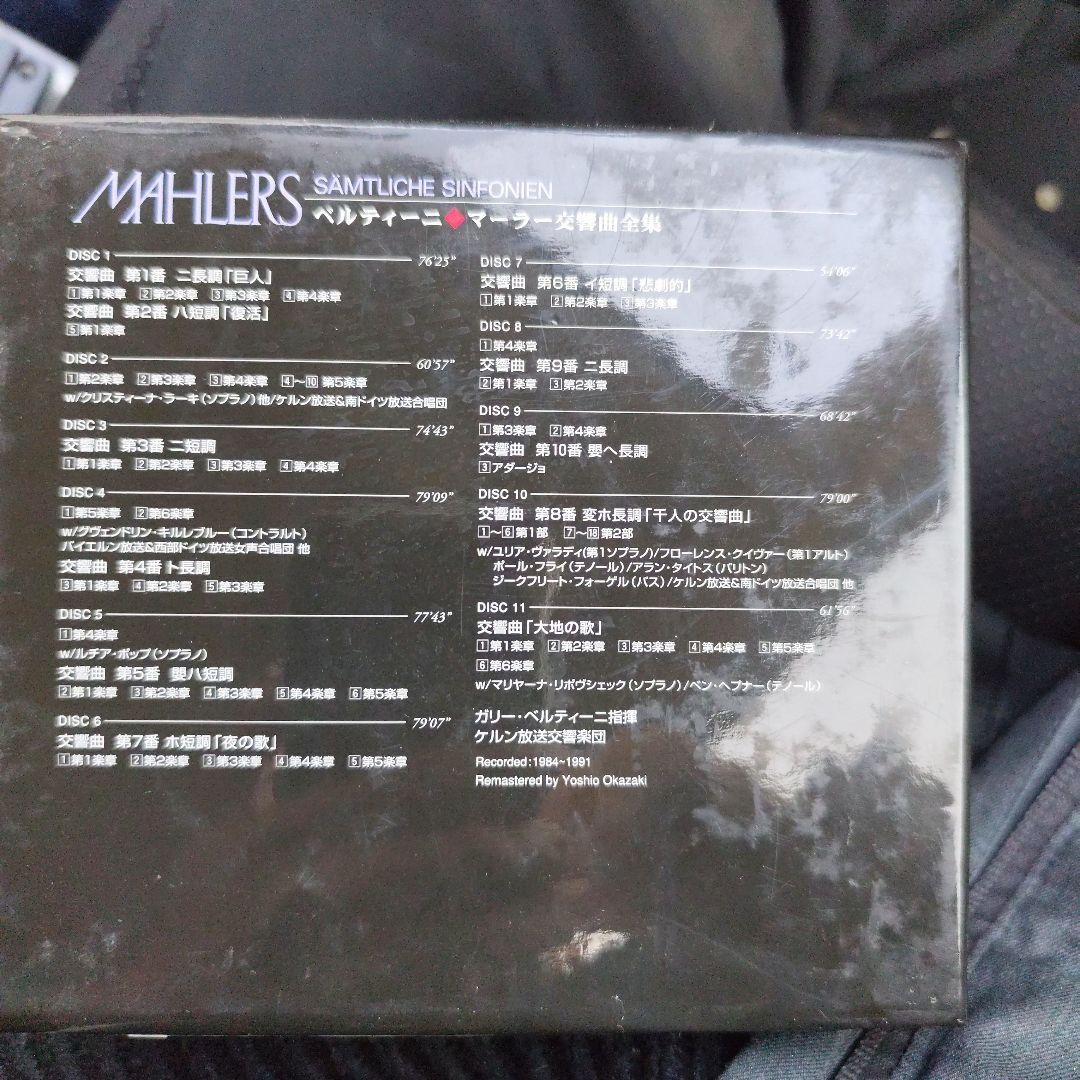 MAHLERS SÄMTLICHE SINFONIEN
ベルティーニ◆マーラー交響曲全集
DISC 1 76'25"
交響曲 第1番 ニ長調「巨人」
1第1楽章 2第2楽章 3第3楽章 4第4楽章
交響曲 第2番 ハ短調「復活」
5第1楽章
DISC 2 60'57"
1第2楽章 2第3楽章 3第4楽章 4〜10第5楽章
w/クリスティーナ・ラーキ(ソプラノ)他/ケルン放送&南ドイツ放送合唱団
DISC 3 74'43"
交響曲 第3番 ニ短調
1第1楽章 2第2楽章 3第3楽章 4第4楽章
DISC 4 79'09"
1第5楽章 2第6楽章
w/グヴェンドリン・キルレブルー(コントラルト)
バイエルン放送&西部ドイツ放送女声合唱団 他
交響曲 第4番 ト長調
3第1楽章 4第2楽章 5第3楽章
DISC 5 77'43"
1第4楽章
w/ルチア・ポップ(ソプラノ)
交響曲 第5番 嬰ハ短調
2第1楽章 3第2楽章 4第3楽章 5第4楽章 6第5楽章
DISC 6 79'07"
交響曲 第7番 ホ短調「夜の歌」
1第1楽章 2第2楽章 3第3楽章 4第4楽章 5第5楽章
DISC 7 54'06"
交響曲 第6番 イ短調「悲劇的」
1第1楽章 2第2楽章 3第3楽章
DISC 8 73'42"
1第4楽章
交響曲 第9番 ニ長調
2第1楽章 3第2楽章
DISC 9 68'42"
1第3楽章 2第4楽章
交響曲 第10番 嬰ヘ長調
3アダージョ
DISC 10 79'00"
交響曲 第8番 変ホ長調「千人の交響曲」
1〜6第1部 7〜18第2部
w/ユリア・ヴァラディ(第1ソプラノ)/フローレンス・クイヴァー(第1アルト)
ポール・フライ(テノール)/アラン・タイトス(バリトン)
ジークフリート・フォーゲル(バス)/ケルン放送&南ドイツ放送合唱団 他
DISC 11 61'56"
交響曲「大地の歌」
1第1楽章 2第2楽章 3第3楽章 4第4楽章 5第5楽章
6第6楽章
w/マリヤーナ・リポヴシェック(ソプラノ)/ベン・ヘプナー(テノール)
ガリー・ベルティーニ指揮
ケルン放送交響楽団
Recorded:1984~1991
Remastered by Yoshio Okazaki